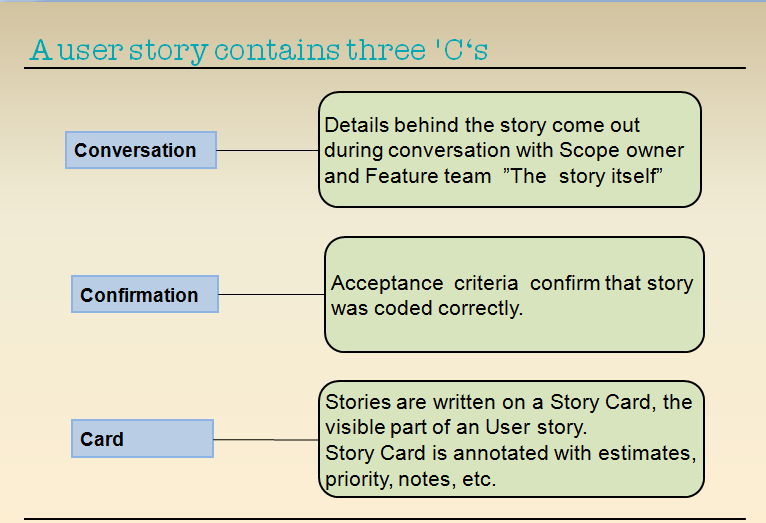 A user story contains three 'C‘s
Conversation
Details behind the story come out
during conversation with Scope owner
and Feature team ”The story itself”
Confirmation
Acceptance criteria confirm that story
was coded correctly.
Card
Stories are written on a Story Card, the
visible part of an User story.
Story Card is annotated with estimates,
priority, notes, etc.